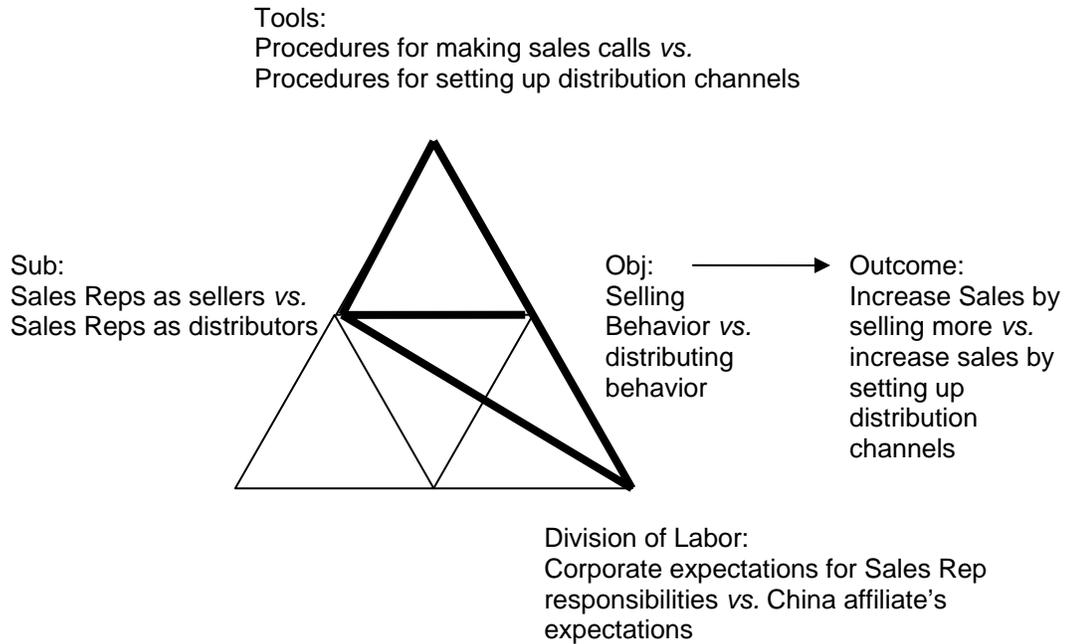 Tools:
Procedures for making sales calls vs.
Procedures for setting up distribution channels
Sub:
Sales Reps as sellers vs.
Sales Reps as distributors
Obj:
Selling
Behavior vs.
distributing
behavior
Outcome:
Increase Sales by
selling more vs.
increase sales by
setting up
distribution
channels
Division of Labor:
Corporate expectations for Sales Rep
responsibilities vs. China affiliate's
expectations